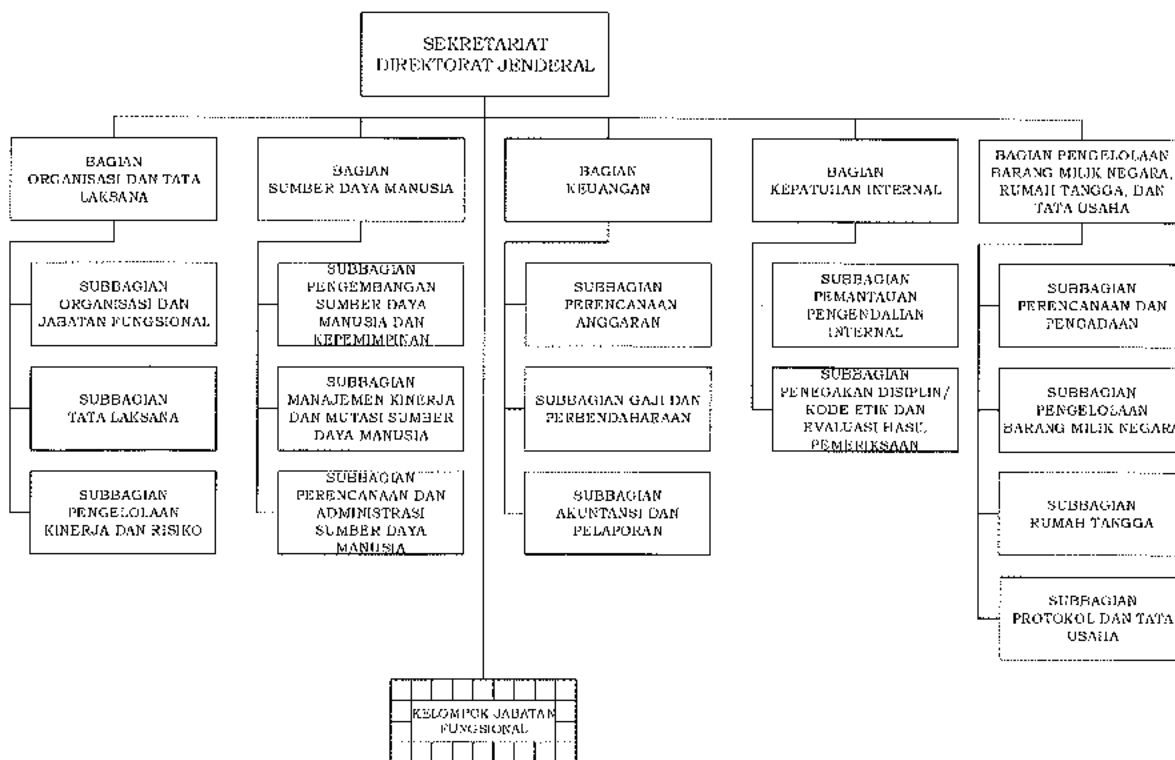 SEKRETARIAT
DIREKTORAT JENDERAL
BAGIAN
ORGANISASI DAN TATA
LAKSANA
BAGIAN
SUMBER DAYA MANUSIA
BAGIAN
KEUANGAN
BAGIAN
KEPATUHAN INTERNAL
BAGIAN PENGELOLAAN
BARANG MILIK NEGARA,
RUMAH TANGGA, DAN
TATA USAHA
SUBBAGIAN
ORGANISASI DAN
JABATAN FUNGSIONAL
SUBBAGIAN
TATA LAKSANA
SUBBAGIAN
PENGELOLAAN
KINERJA DAN RISIKO
SUBBAGIAN
PENGEMBANGAN
SUMBER DAYA
MANUSIA DAN
KEPEMIMPINAN
SUBBAGIAN
MANAJEMEN KINERJA
DAN MUTASI SUMBER
DAYA MANUSIA
SUBBAGIAN
PERENCANAAN DAN
ADMINISTRASI
SUMBER DAYA
MANUSIA
SUBBAGIAN
PERENCANAAN
ANGGARAN
SUBBAGIAN GAJI DAN
PERBENDAHARAAN
SUBBAGIAN
AKUNTANSI DAN
PELAPORAN
SUBBAGIAN
PEMANTAUAN
PENGENDALIAN
INTERNAL
SUBBAGIAN
PENEGAKAN DISIPLIN/
KODE ETIK DAN
EVALUASI HASIL
PEMERIKSAAN
SUBBAGIAN
PERENCANAAN DAN
PENGADAAN
SUBBAGIAN
PENGELOLAAN
BARANG MILIK NEGARA
SUBBAGIAN
RUMAH TANGGA
SUBBAGIAN
PROTOKOL DAN TATA
USAHA
KELOMPOK JABATAN
FUNGSIONAL